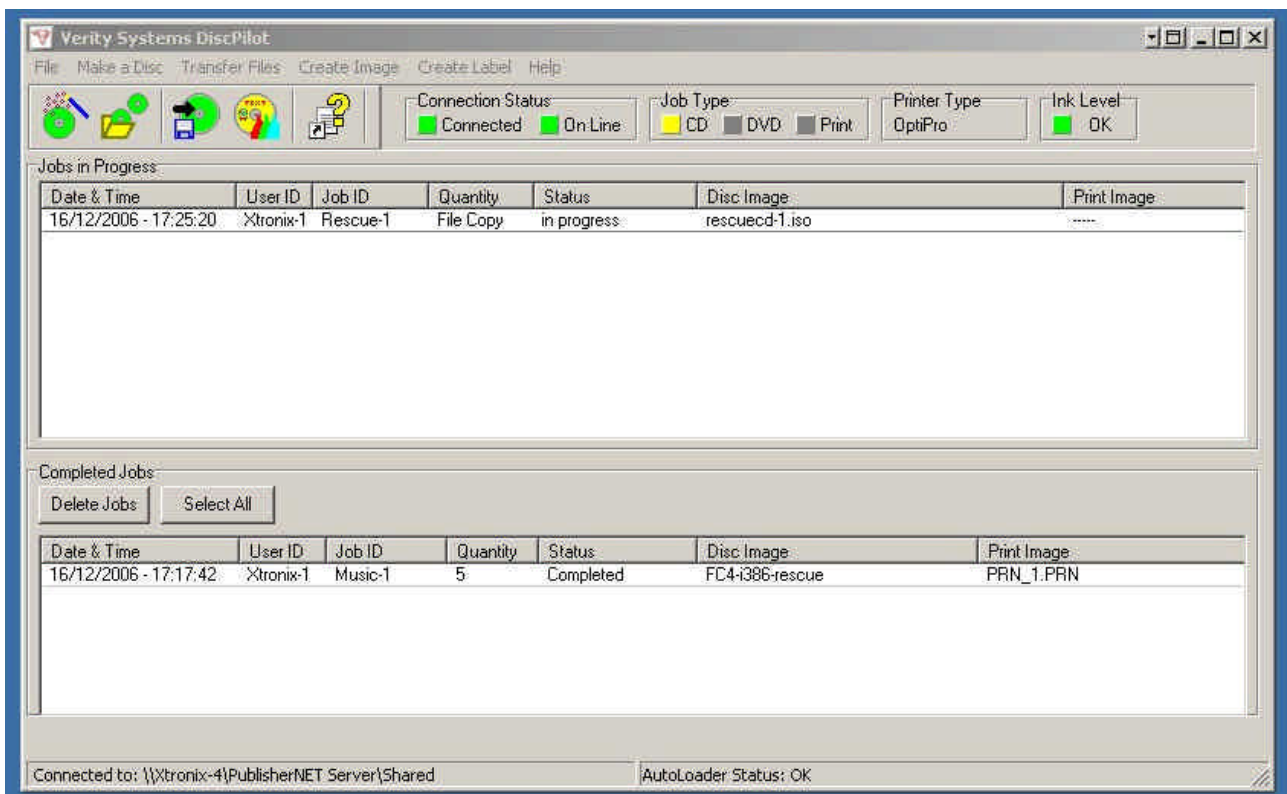 Verity Systems DiscPilot
File Make a Disc Transfer Files Create Image Create Label Help
Connection Status Job Type Printer Type Ink Level
Connected On Line CD DVD Print OptiPro OK
Jobs in Progress
Date & Time User ID Job ID Quantity Status Disc Image Print Image
16/12/2006 - 17:25:20 Xtronix-1 Rescue-1 File Copy in progress rescuecd-1.iso -----
Completed Jobs
Delete Jobs Select All
Date & Time User ID Job ID Quantity Status Disc Image Print Image
16/12/2006 - 17:17:42 Xtronix-1 Music-1 5 Completed FC4-i386-rescue PRN_1.PRN
Connected to: \\Xtronix-4\PublisherNET Server\Shared AutoLoader Status: OK